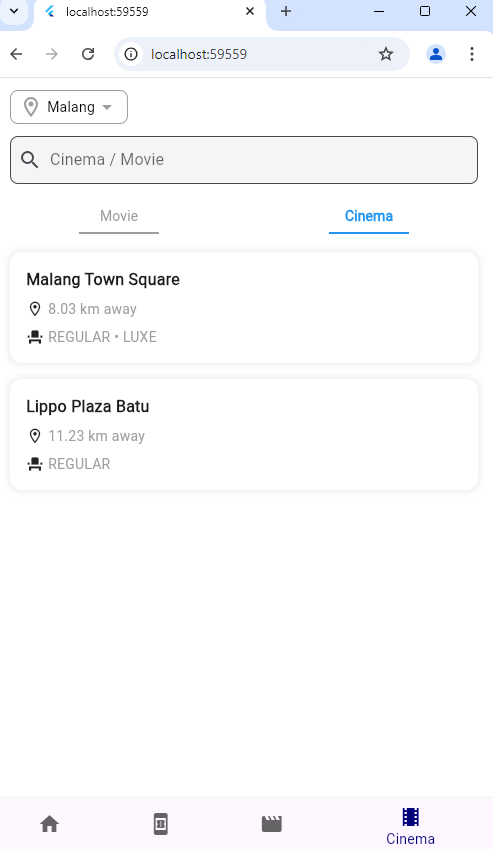 localhost:59559
localhost:59559
Malang
Cinema / Movie
Movie
Cinema
Malang Town Square
8.03 km away
REGULAR • LUXE
Lippo Plaza Batu
11.23 km away
REGULAR
Cinema